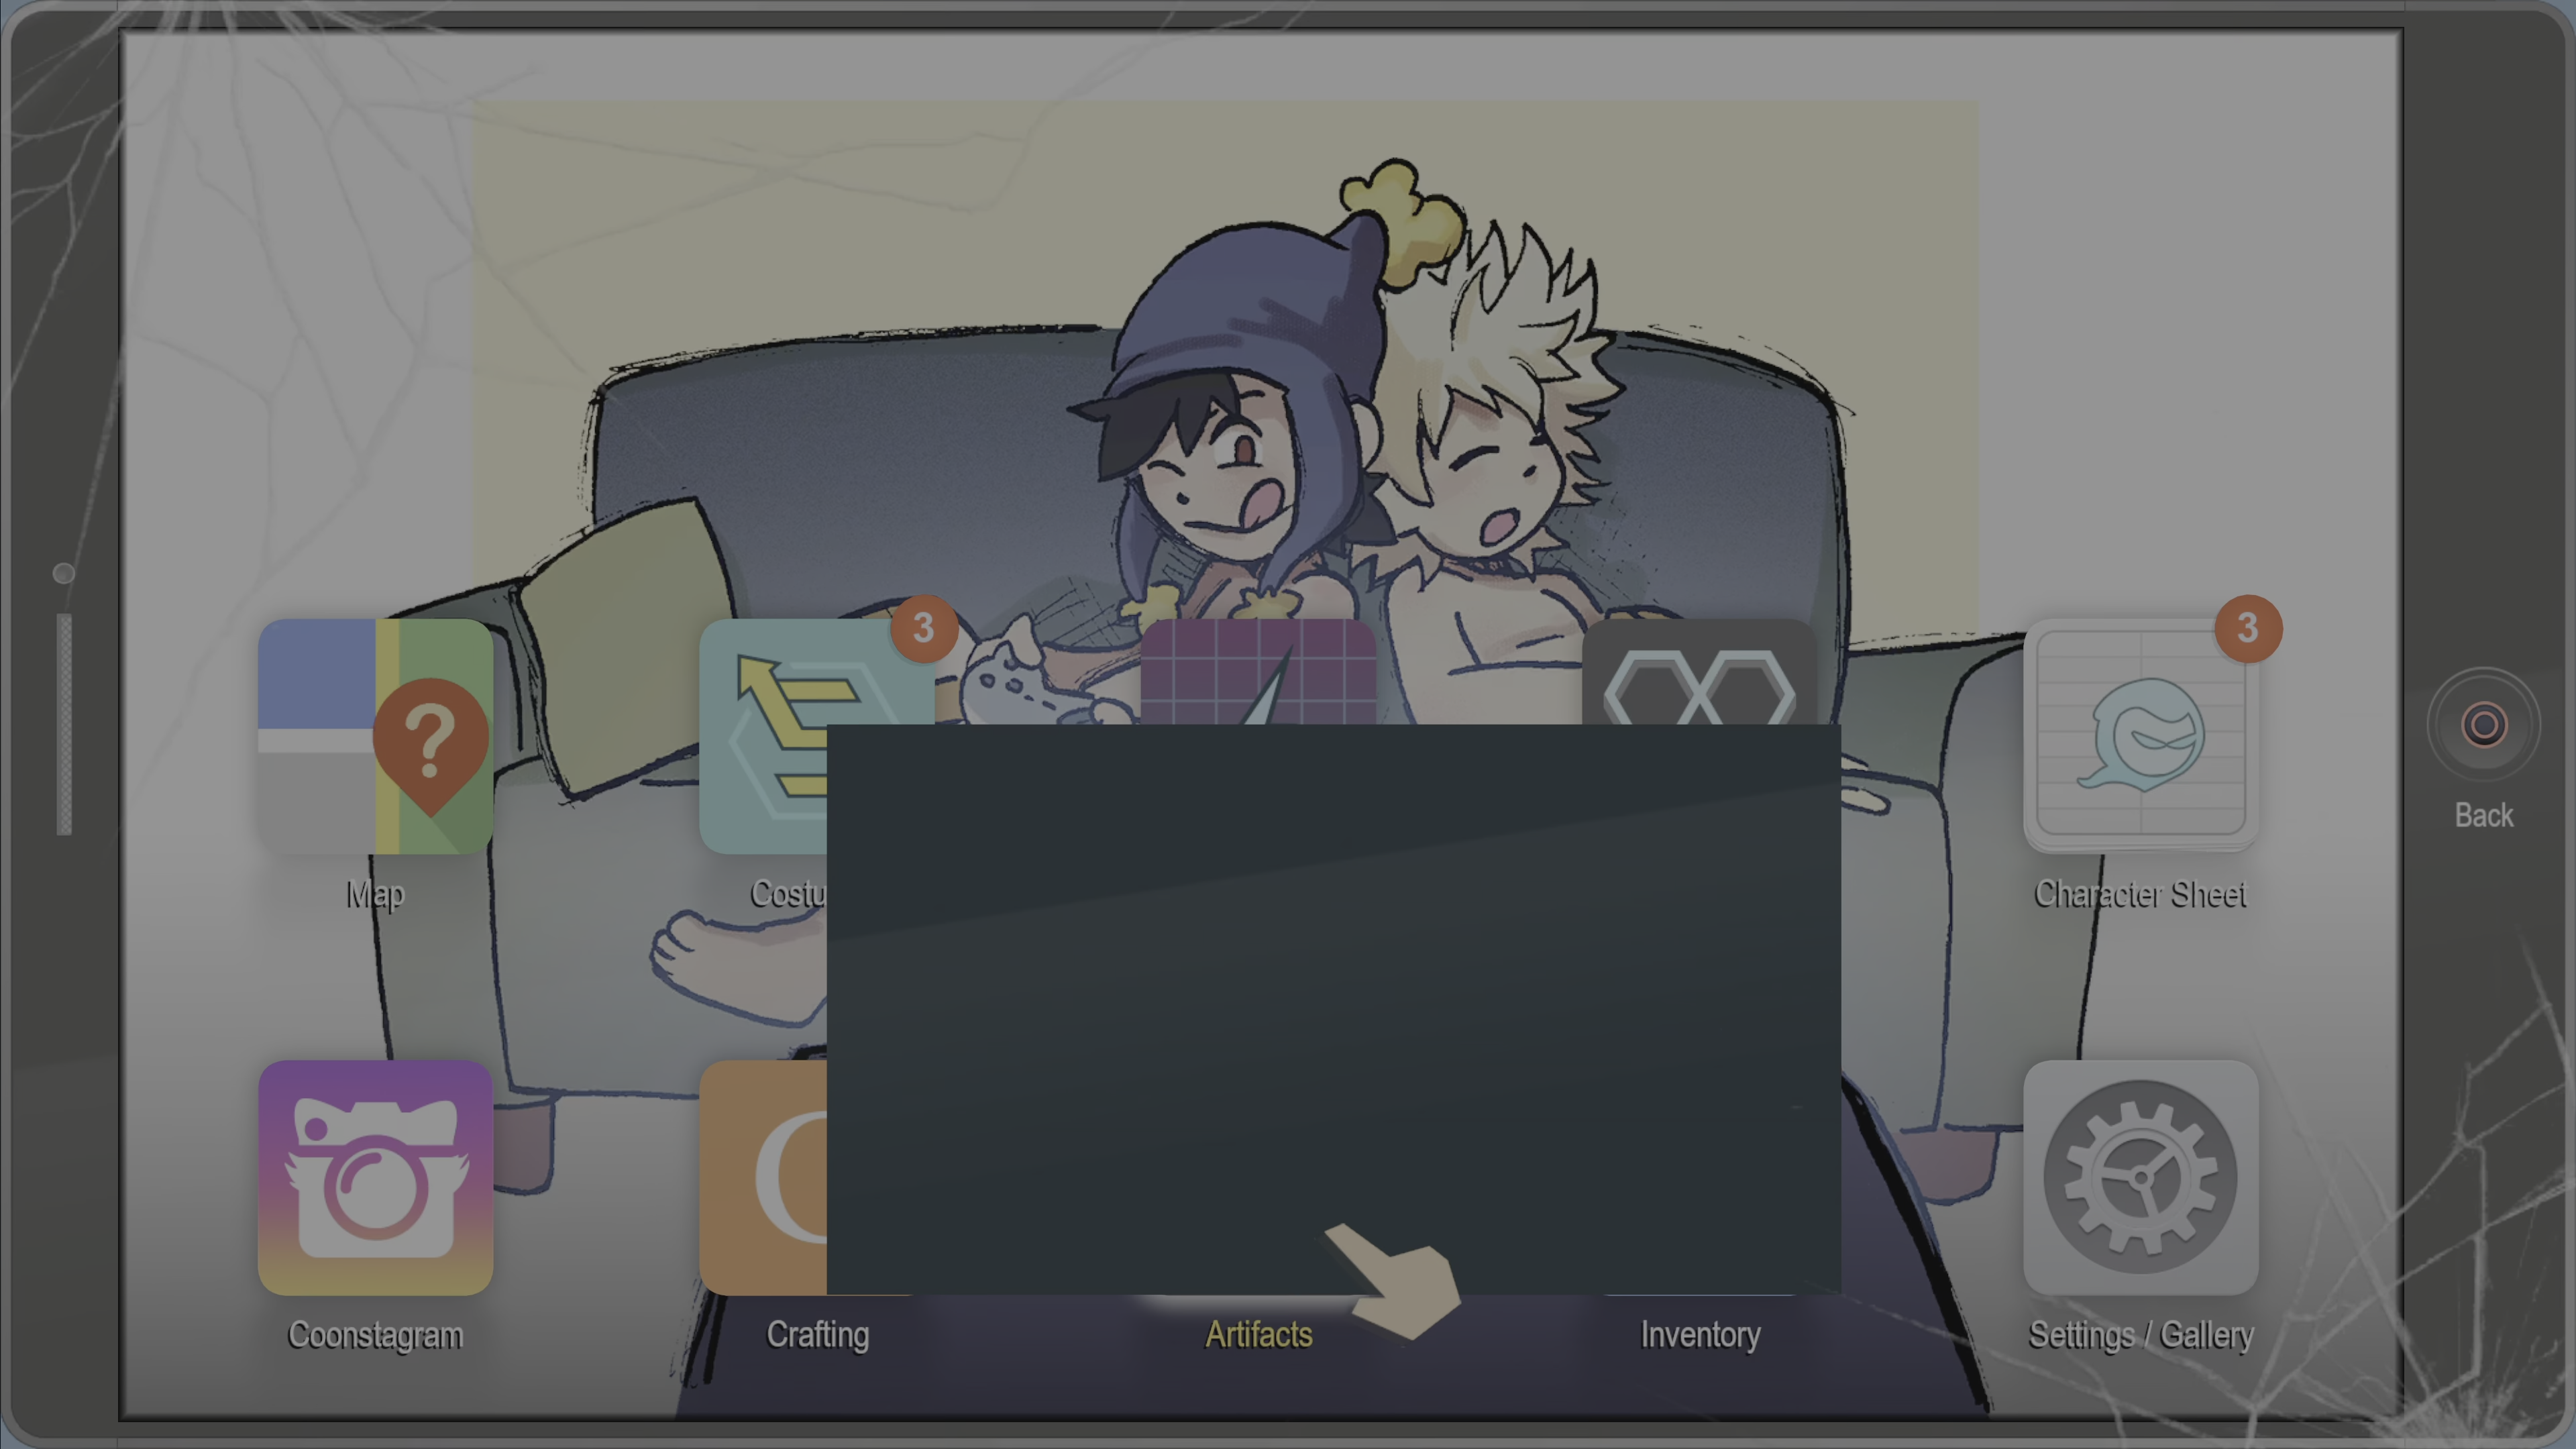 3
3
?
Map
Costu
Character Sheet
Back
Coonstagram
Crafting
Artifacts
Inventory
Settings / Gallery